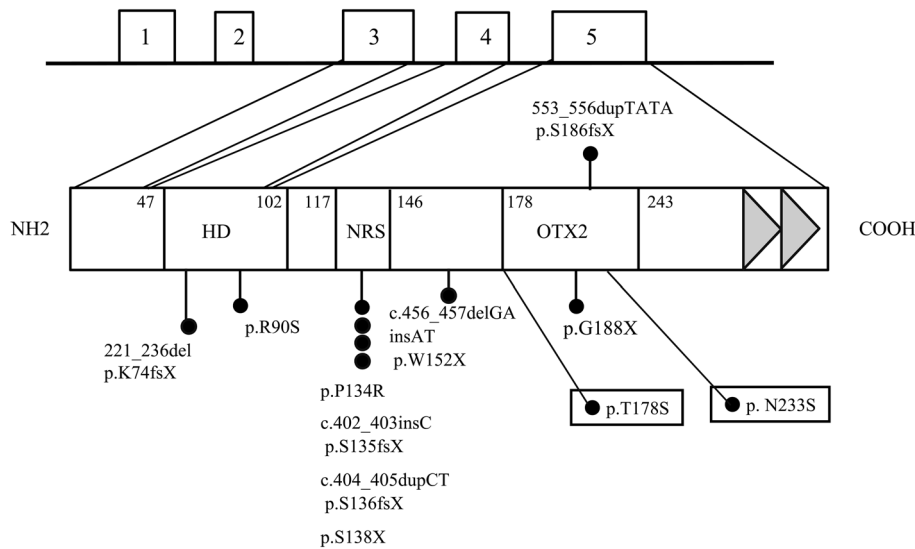 1 2 3 4 5
553_556dupTATA
p.S186fsX
NH2 47 HD 102 117 NRS 146 178 OTX2 243 COOH
221_236del
p.K74fsX
p.R90S
c.456_457delGA
insAT
p.W152X
p.G188X
p.P134R
c.402_403insC
p.S135fsX
c.404_405dupCT
p.S136fsX
p.S138X
p.T178S
p. N233S